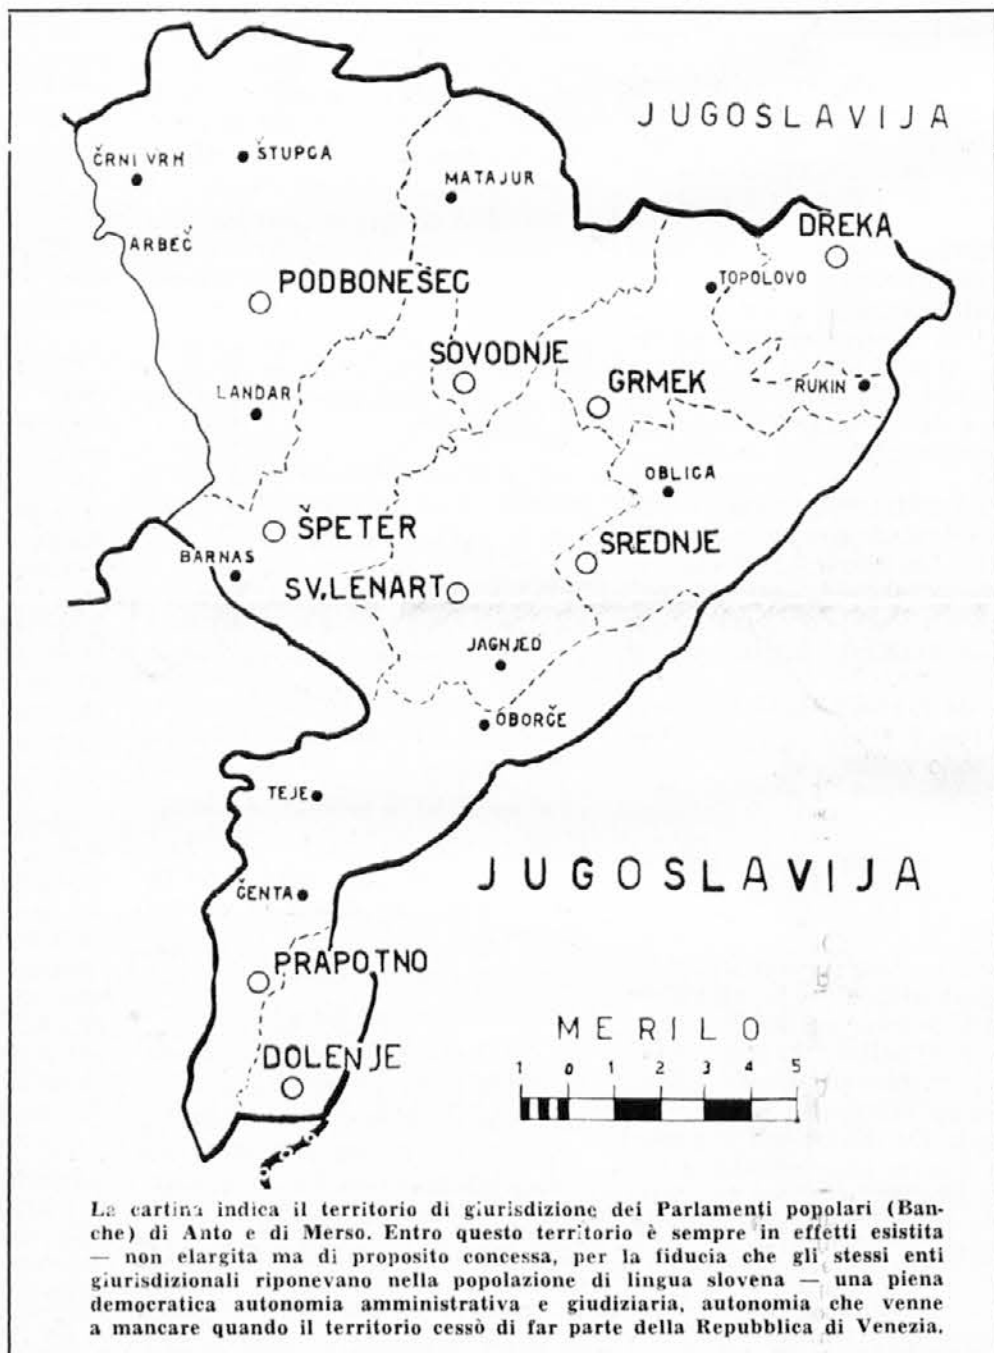 JUGOSLAVIJA
ČRNI VRH
ŠTUPCA
MATAJUR
DREKA
ARBEČ
PODBONEŠEC
TOPOLOVO
SOVODNJE
GRMEK
RUKIN
LANDAR
OBLICA
ŠPETER
SREDNJE
BARNAS
SV. LENART
JAGNJED
OBORČE
TEJE
JUGOSLAVIJA
ČENTA
PRAPOTNO
MERILO
DOLENJE
1 0 1 2 3 4 5
La cartina indica il territorio di giurisdizione dei Parlamenti popolari (Ban-
che) di Anto e di Merso. Entro questo territorio è sempre in effetti esistita
— non elargita ma di proposito concessa, per la fiducia che gli stessi enti
giurisdizionali riponevano nella popolazione di lingua slovena — una piena
democratica autonomia amministrativa e giudiziaria, autonomia che venne
a mancare quando il territorio cessò di far parte della Repubblica di Venezia.